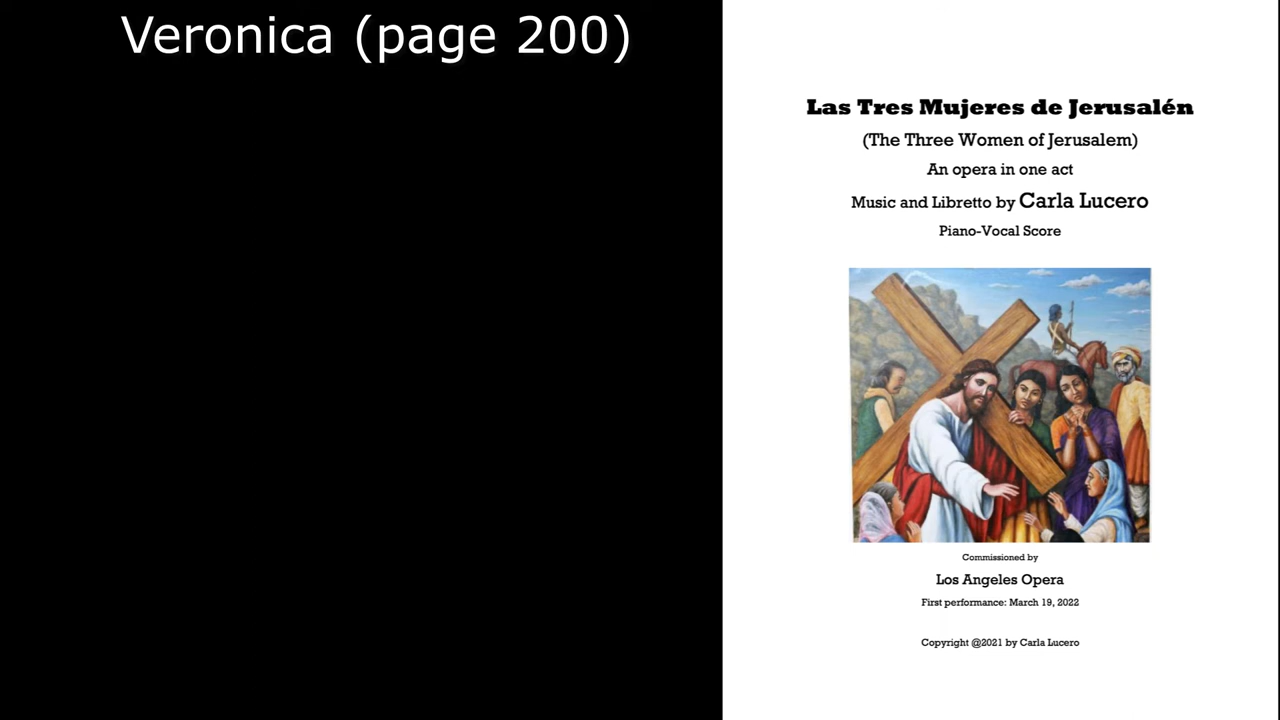 Veronica (page 200)
Las Tres Mujeres de Jerusalén
(The Three Women of Jerusalem)
An opera in one act
Music and Libretto by Carla Lucero
Piano-Vocal Score
Commissioned by
Los Angeles Opera
First performance: March 19, 2022
Copyright @2021 by Carla Lucero